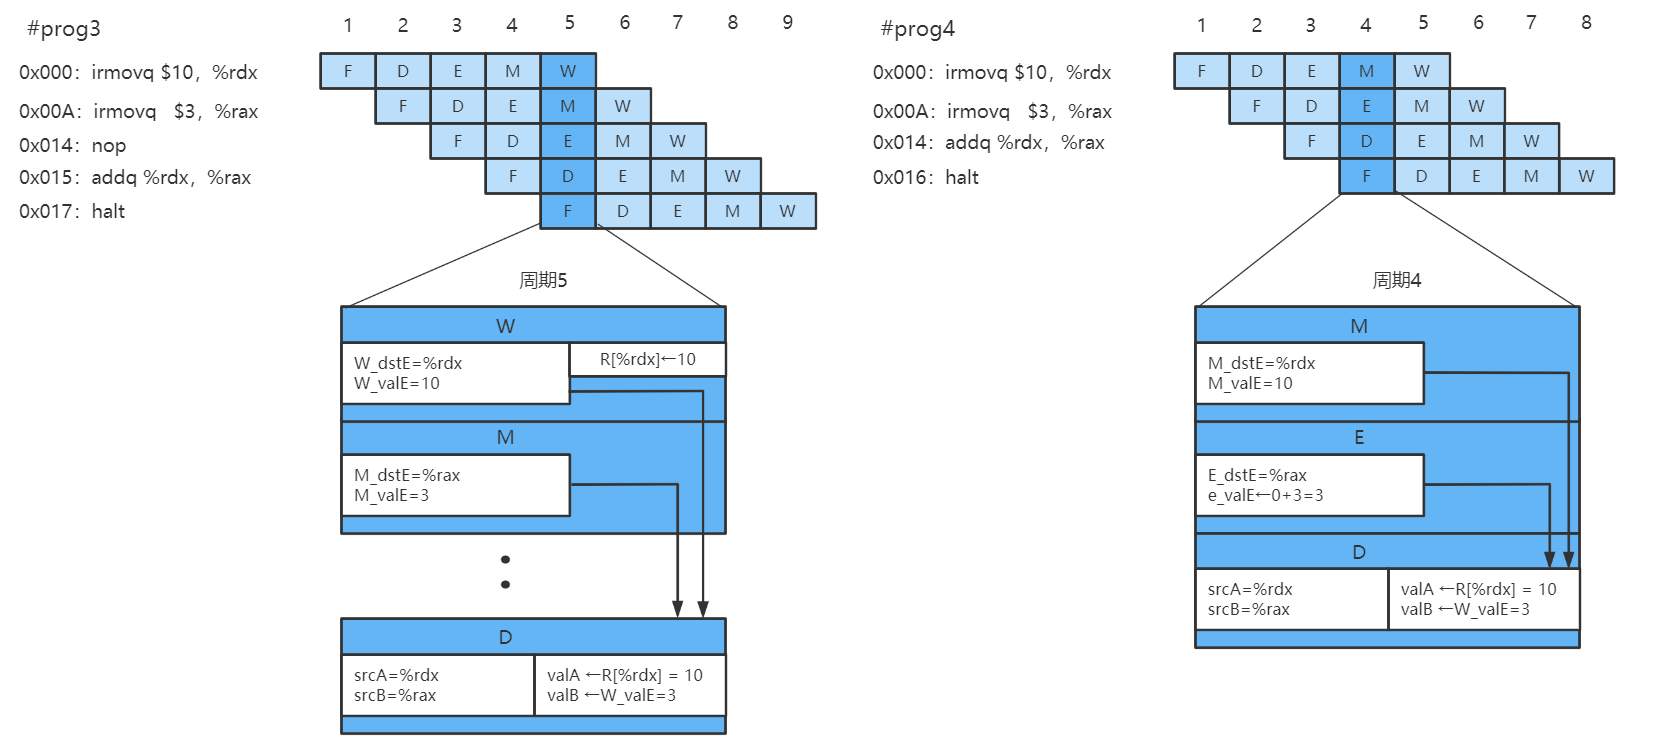 #prog3
1 2 3 4 5 6 7 8 9
0x000：irmovq $10，%rdx
F D E M W
0x00A：irmovq $3，%rax
F D E M W
0x014：nop
F D E M W
0x015：addq %rdx，%rax
F D E M W
0x017：halt
F D E M W
周期5
W
W_dstE=%rdx
W_valE=10
R[%rdx]←10
M
M_dstE=%rax
M_valE=3
D
srcA=%rdx
srcB=%rax
valA ←R[%rdx] = 10
valB ←W_valE=3
#prog4
1 2 3 4 5 6 7 8
0x000：irmovq $10，%rdx
F D E M W
0x00A：irmovq $3，%rax
F D E M W
0x014：addq %rdx，%rax
F D E M W
0x016：halt
F D E M W
周期4
M
M_dstE=%rdx
M_valE=10
E
E_dstE=%rax
e_valE←0+3=3
D
srcA=%rdx
srcB=%rax
valA ←R[%rdx] = 10
valB ←W_valE=3